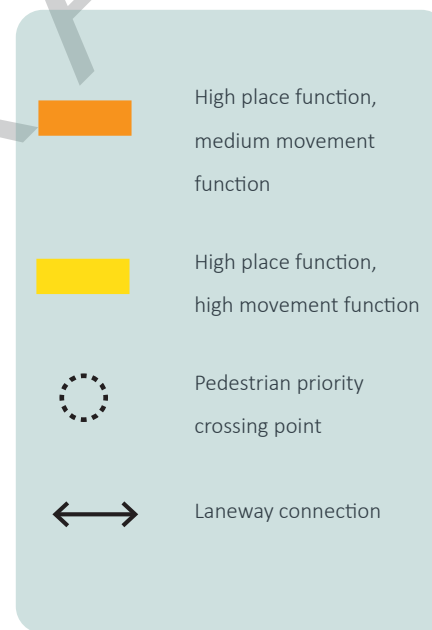 High place function,
medium movement
function
High place function,
high movement function
Pedestrian priority
crossing point
Laneway connection